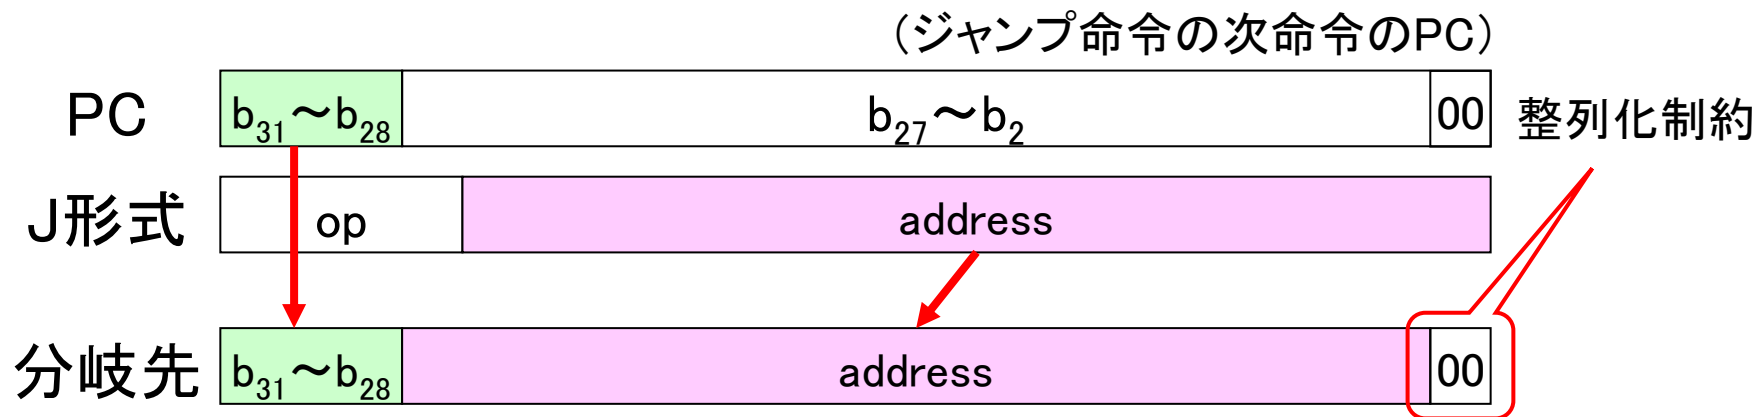 （ジャンプ命令の次命令のPC）
PC b31～b28 b27～b2 00 整列化制約
J形式 op address
分岐先 b31～b28 address 00